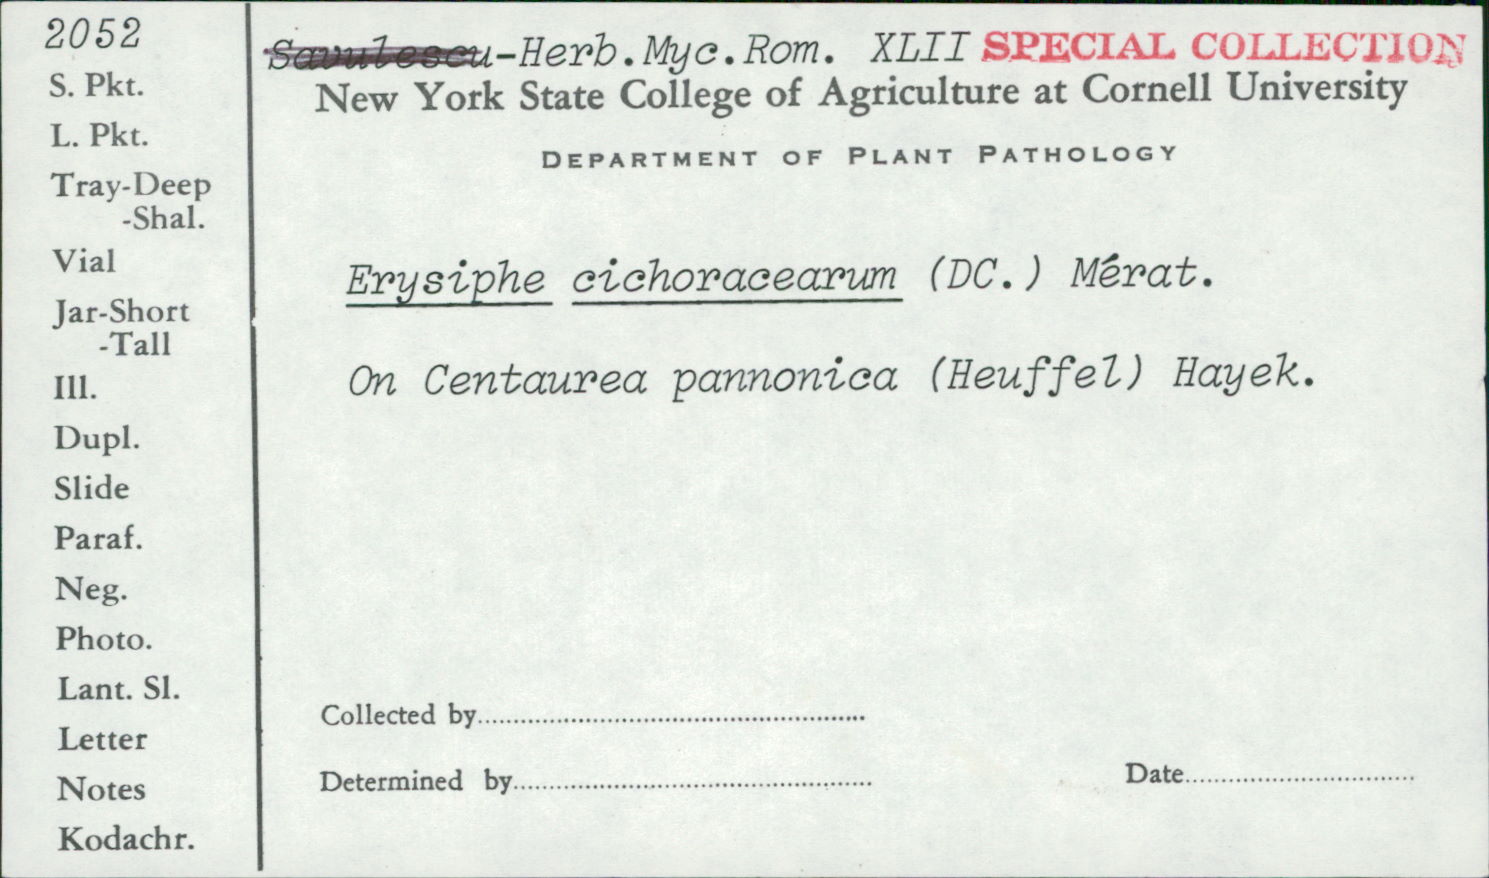 2052
S. Pkt.
L. Pkt.
Tray-Deep
-Shal.
Vial
Jar-Short
-Tall
Ill.
Dupl.
Slide
Paraf.
Neg.
Photo.
Lant. Sl.
Letter
Notes
Kodachr.
Savulescu-Herb.Myc.Rom. XLII SPECIAL COLLECTION
New York State College of Agriculture at Cornell University
DEPARTMENT OF PLANT PATHOLOGY
Erysiphe cichoracearum (DC.) Mérat.
On Centaurea pannonica (Heuffel) Hayek.
Collected by
Determined by
Date